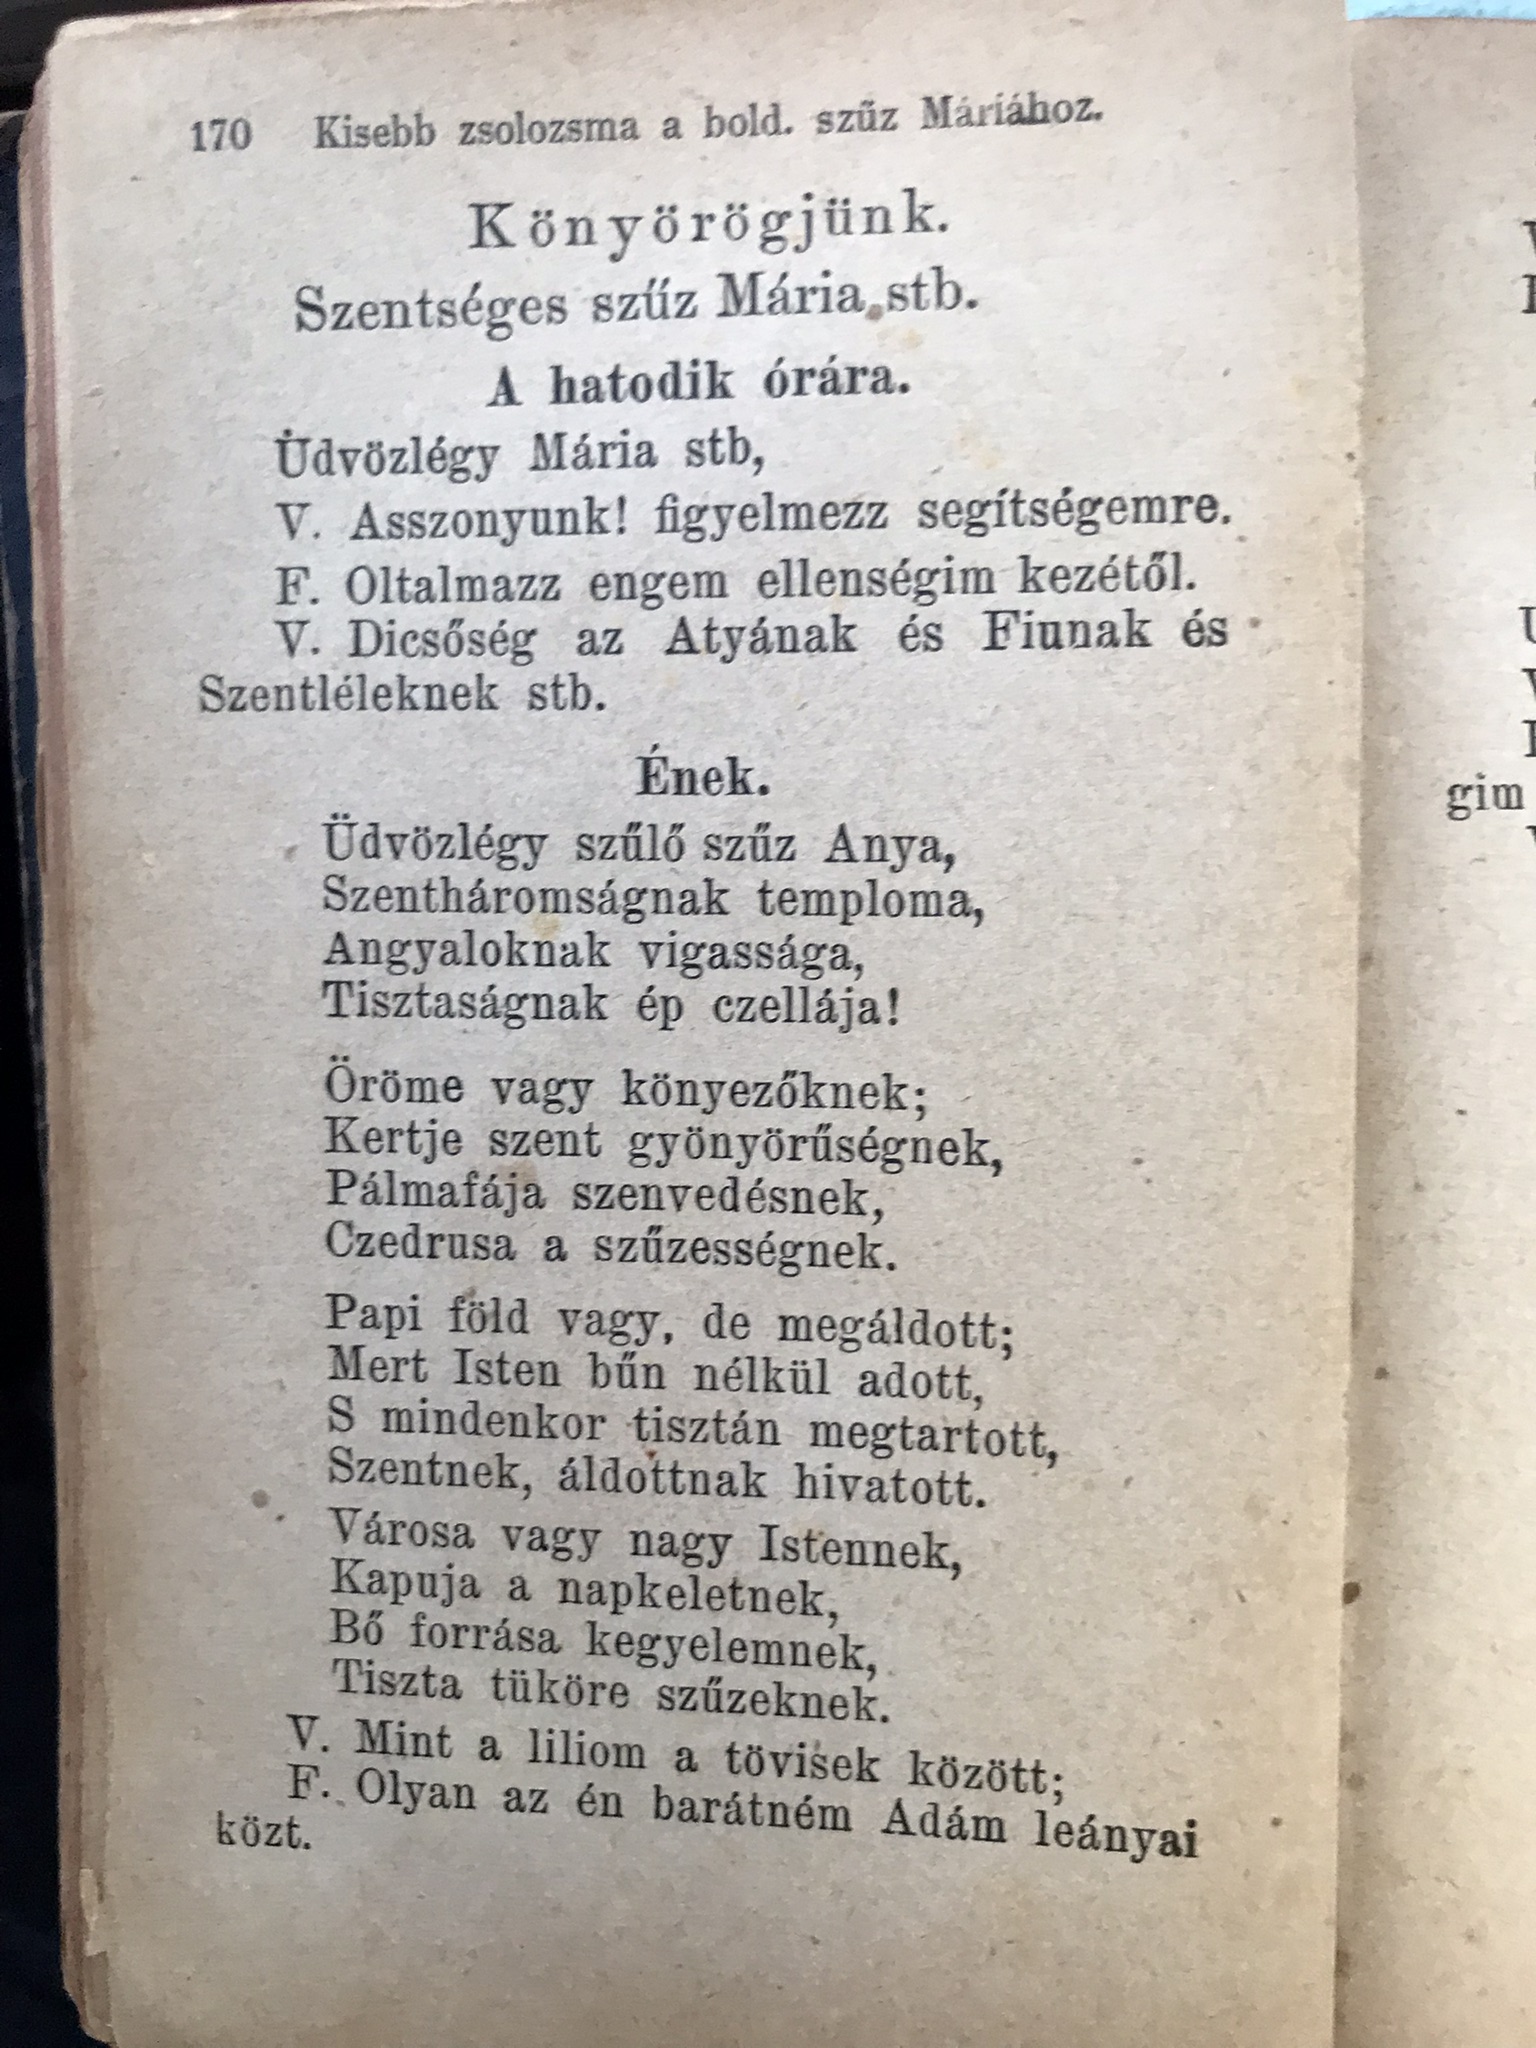 170 Kisebb zsolozsma a bold. szűz Máriához.
Könyörögjünk.
Szentséges szűz Mária stb.
A hatodik órára.
Üdvözlégy Mária stb,
V. Asszonyunk! figyelmezz segítségemre.
F. Oltalmazz engem ellenségim kezétől.
V. Dicsőség az Atyának és Fiunak és
Szentléleknek stb.
Ének.
Üdvözlégy szűlő szűz Anya,
Szentháromságnak temploma,
Angyaloknak vigassága,
Tisztaságnak ép czellája!
Öröme vagy könyezőknek;
Kertje szent gyönyörűségnek,
Pálmafája szenvedésnek,
Czedrusa a szűzességnek.
Papi föld vagy, de megáldott;
Mert Isten bűn nélkül adott,
S mindenkor tisztán megtartott,
Szentnek, áldottnak hivatott.
Városa vagy nagy Istennek,
Kapuja a napkeletnek,
Bő forrása kegyelemnek,
Tiszta tüköre szűzeknek.
V. Mint a liliom a tövisek között;
F. Olyan az én barátném Adám leányai
közt.
gim